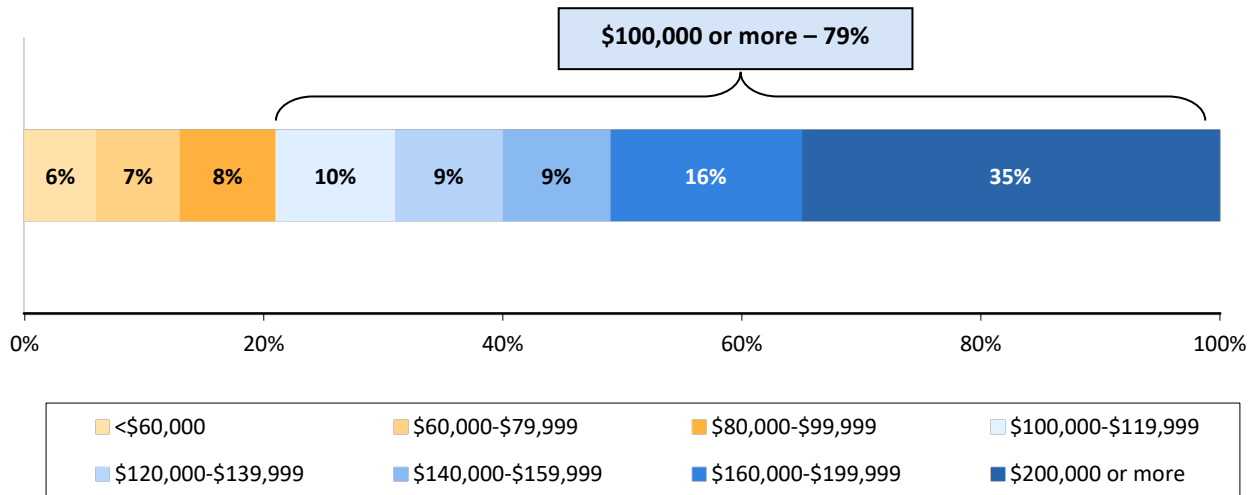 $100,000 or more – 79%
6% 7% 8% 10% 9% 9% 16% 35%
0% 20% 40% 60% 80% 100%
<$60,000 $60,000-$79,999 $80,000-$99,999 $100,000-$119,999
$120,000-$139,999 $140,000-$159,999 $160,000-$199,999 $200,000 or more